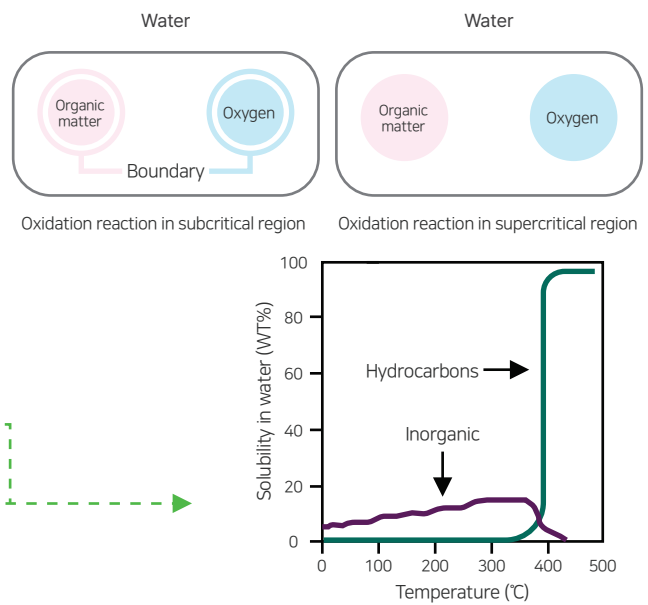 Water
Water
Organic
matter
Oxygen
Boundary
Organic
matter
Oxygen
Oxidation reaction in subcritical region
Oxidation reaction in supercritical region
Solubility in water (WT%)
100
80
60
40
20
0
Hydrocarbons
Inorganic
0
100
200
300
400
500
Temperature (℃)